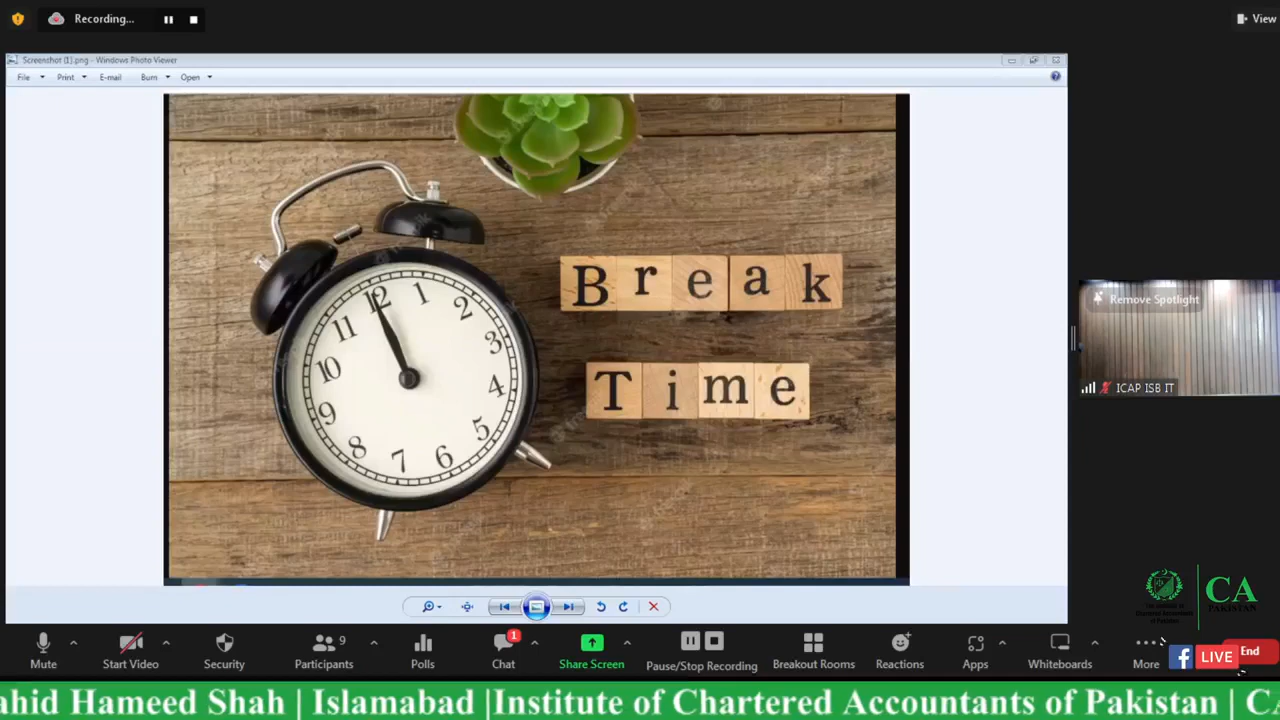 Recording...
View
Screenshot (1).png - Windows Photo Viewer
File Print E-mail Burn Open
Break
Time
12 1 2 3 4 5 6 7 8 9 10 11
Remove Spotlight
ICAP ISB IT
CA
PAKISTAN
9
1
Mute Start Video Security Participants Polls Chat Share Screen Pause/Stop Recording Breakout Rooms Reactions Apps Whiteboards More End
LIVE
ahid Hameed Shah | Islamabad |Institute of Chartered Accountants of Pakistan | CA